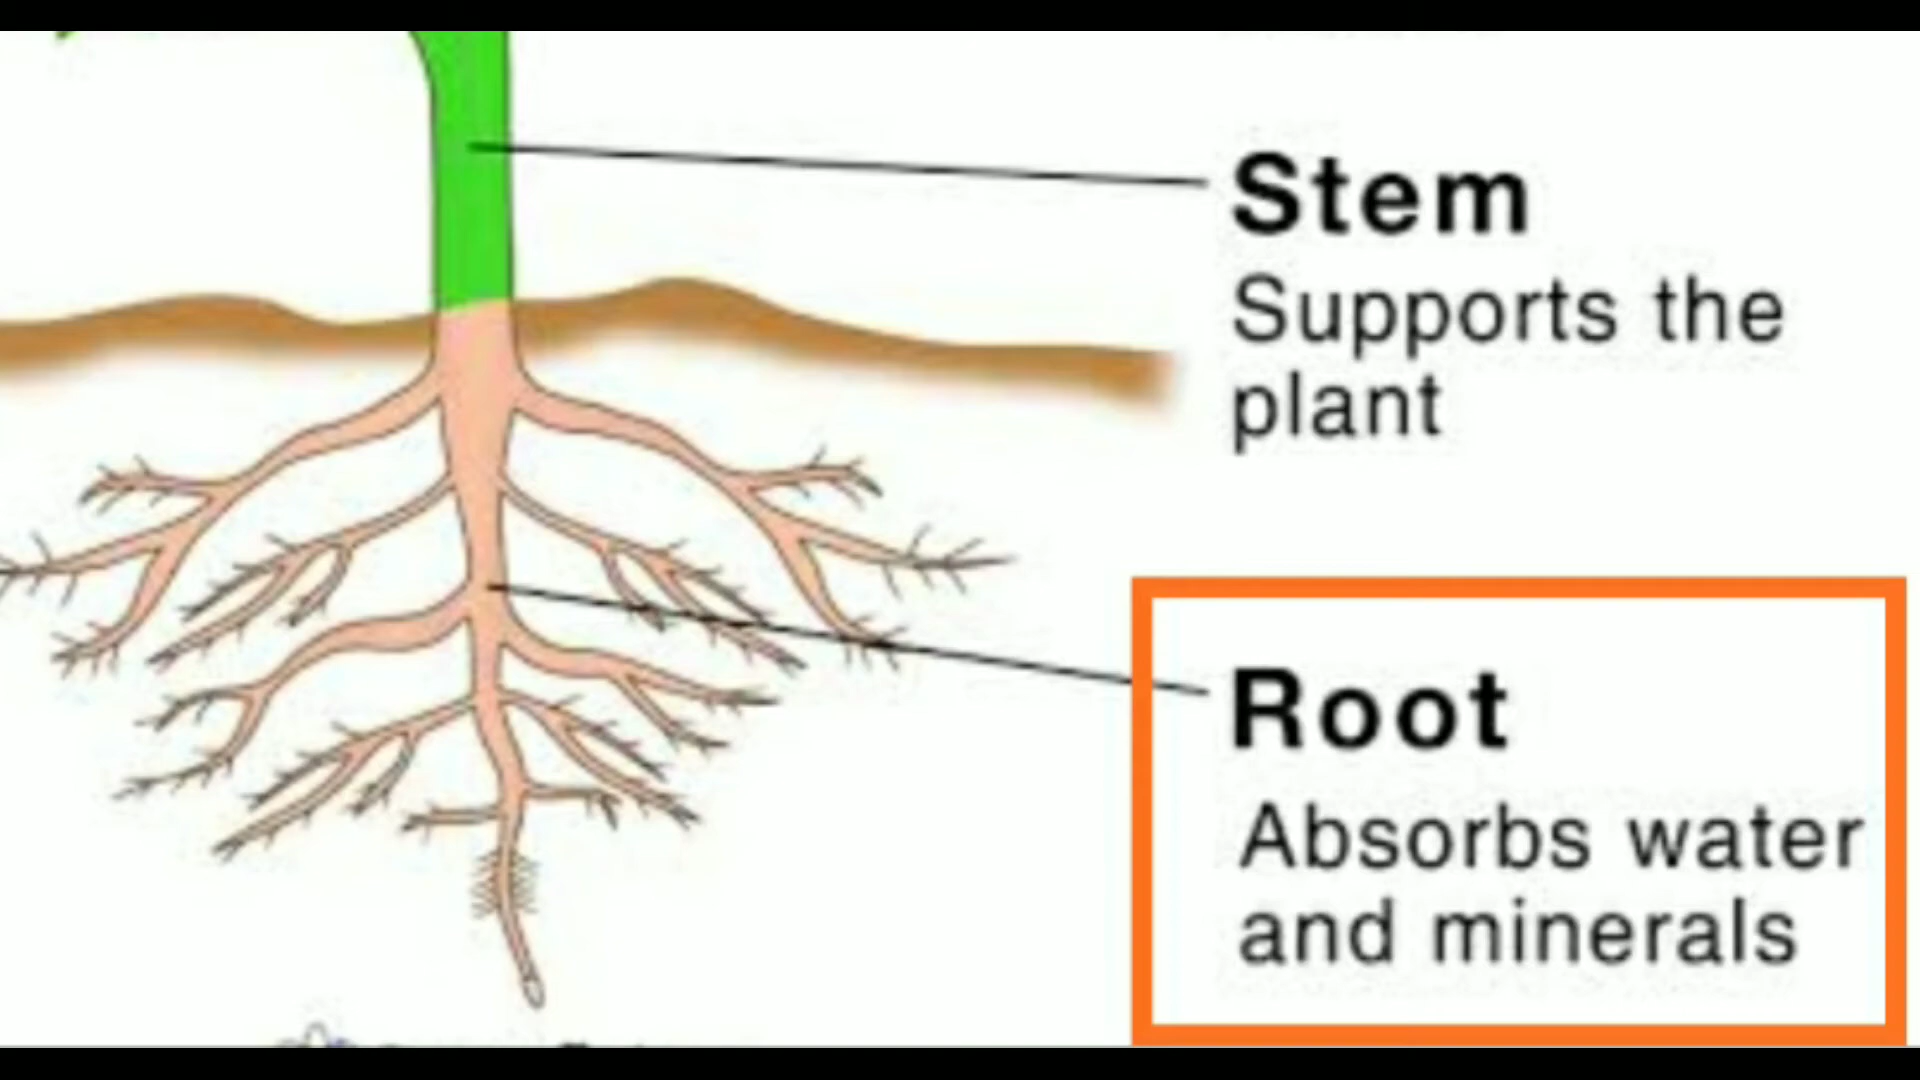 Stem
Supports the
plant
Root
Absorbs water
and minerals